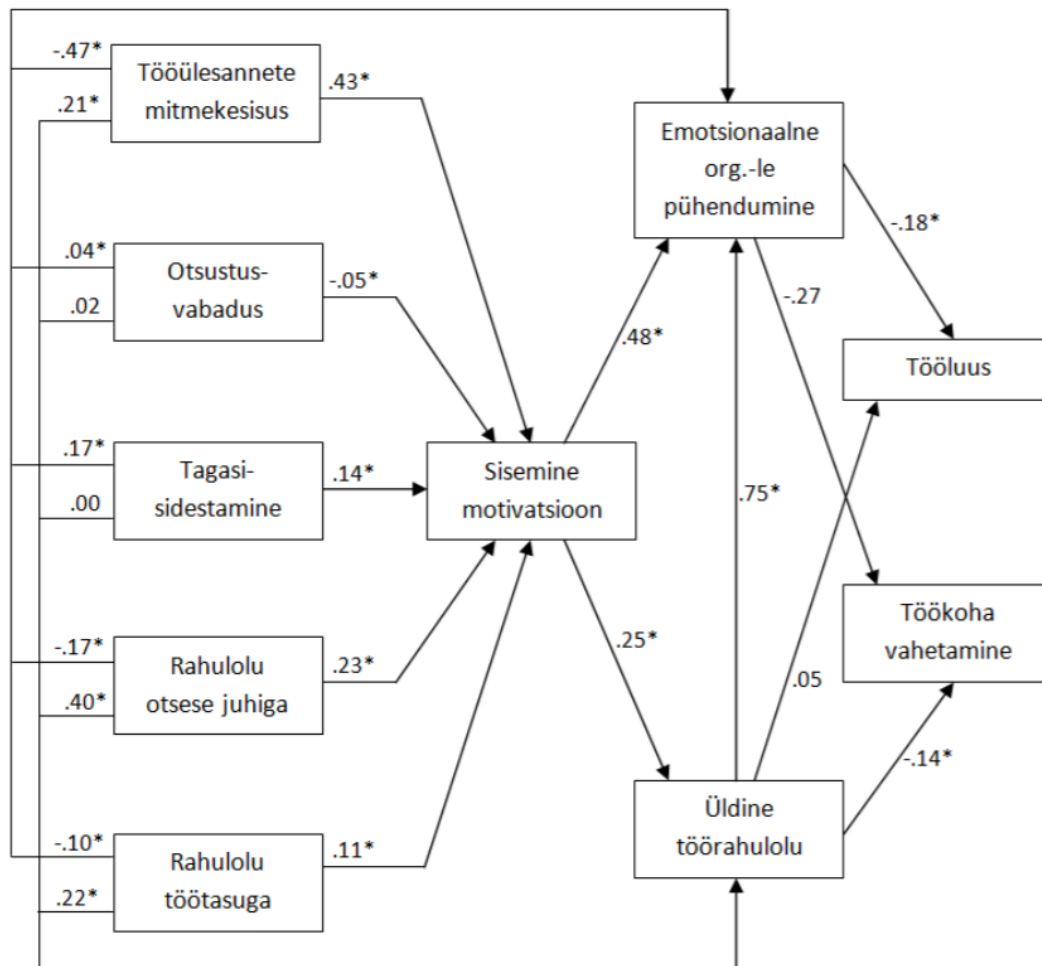 -.47*
.21*
Tööülesannete
mitmekesisus
.43*
Emotsionaalne
org.-le
pühendumine
-.18*
.04*
.02
Otsustus-
vabadus
-.05*
-.27
.48*
Tööluus
.17*
.00
Tagasi-
sidestamine
.14*
Sisemine
motivatsioon
.75*
Töökoha
vahetamine
-.17*
.40*
Rahulolu
otsese juhiga
.23*
.25*
.05
-.14*
-.10*
.22*
Rahulolu
töötasuga
.11*
Üldine
töörahulolu